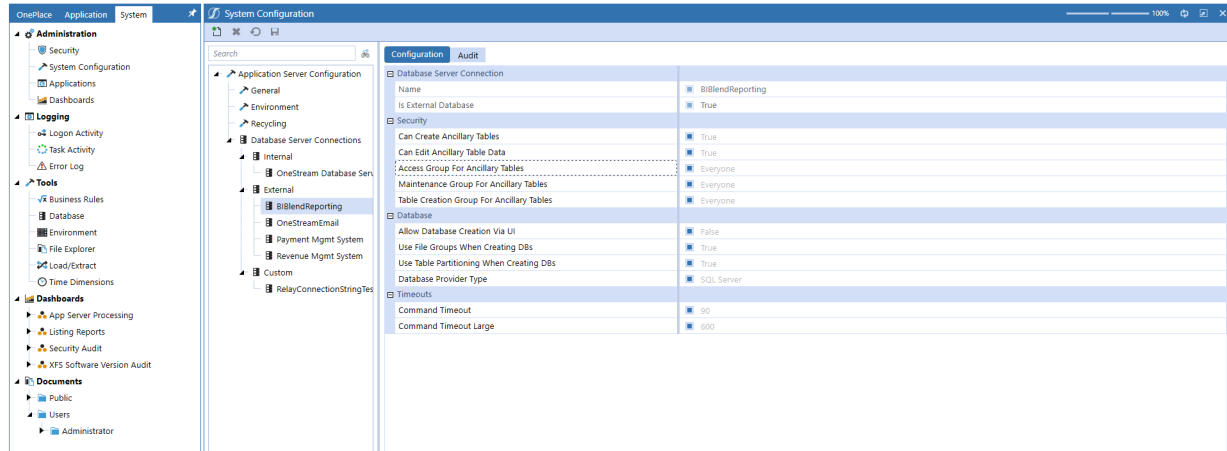 OnePlace Application System
Administration
Security
System Configuration
Applications
Dashboards
Logging
Logon Activity
Task Activity
Error Log
Tools
Business Rules
Database
Environment
File Explorer
Load/Extract
Time Dimensions
Dashboards
App Server Processing
Listing Reports
Security Audit
XFS Software Version Audit
Documents
Public
Users
Administrator
System Configuration 100%
Search
Application Server Configuration
General
Environment
Recycling
Database Server Connections
Internal
OneStream Database Serv
External
BIBlendReporting
OneStreamEmail
Payment Mgmt System
Revenue Mgmt System
Custom
RelayConnectionStringTes
Configuration Audit
Database Server Connection
Name BIBlendReporting
Is External Database True
Security
Can Create Ancillary Tables True
Can Edit Ancillary Table Data True
Access Group For Ancillary Tables Everyone
Maintenance Group For Ancillary Tables Everyone
Table Creation Group For Ancillary Tables Everyone
Database
Allow Database Creation Via UI False
Use File Groups When Creating DBs True
Use Table Partitioning When Creating DBs True
Database Provider Type SQL Server
Timeouts
Command Timeout 90
Command Timeout Large 600